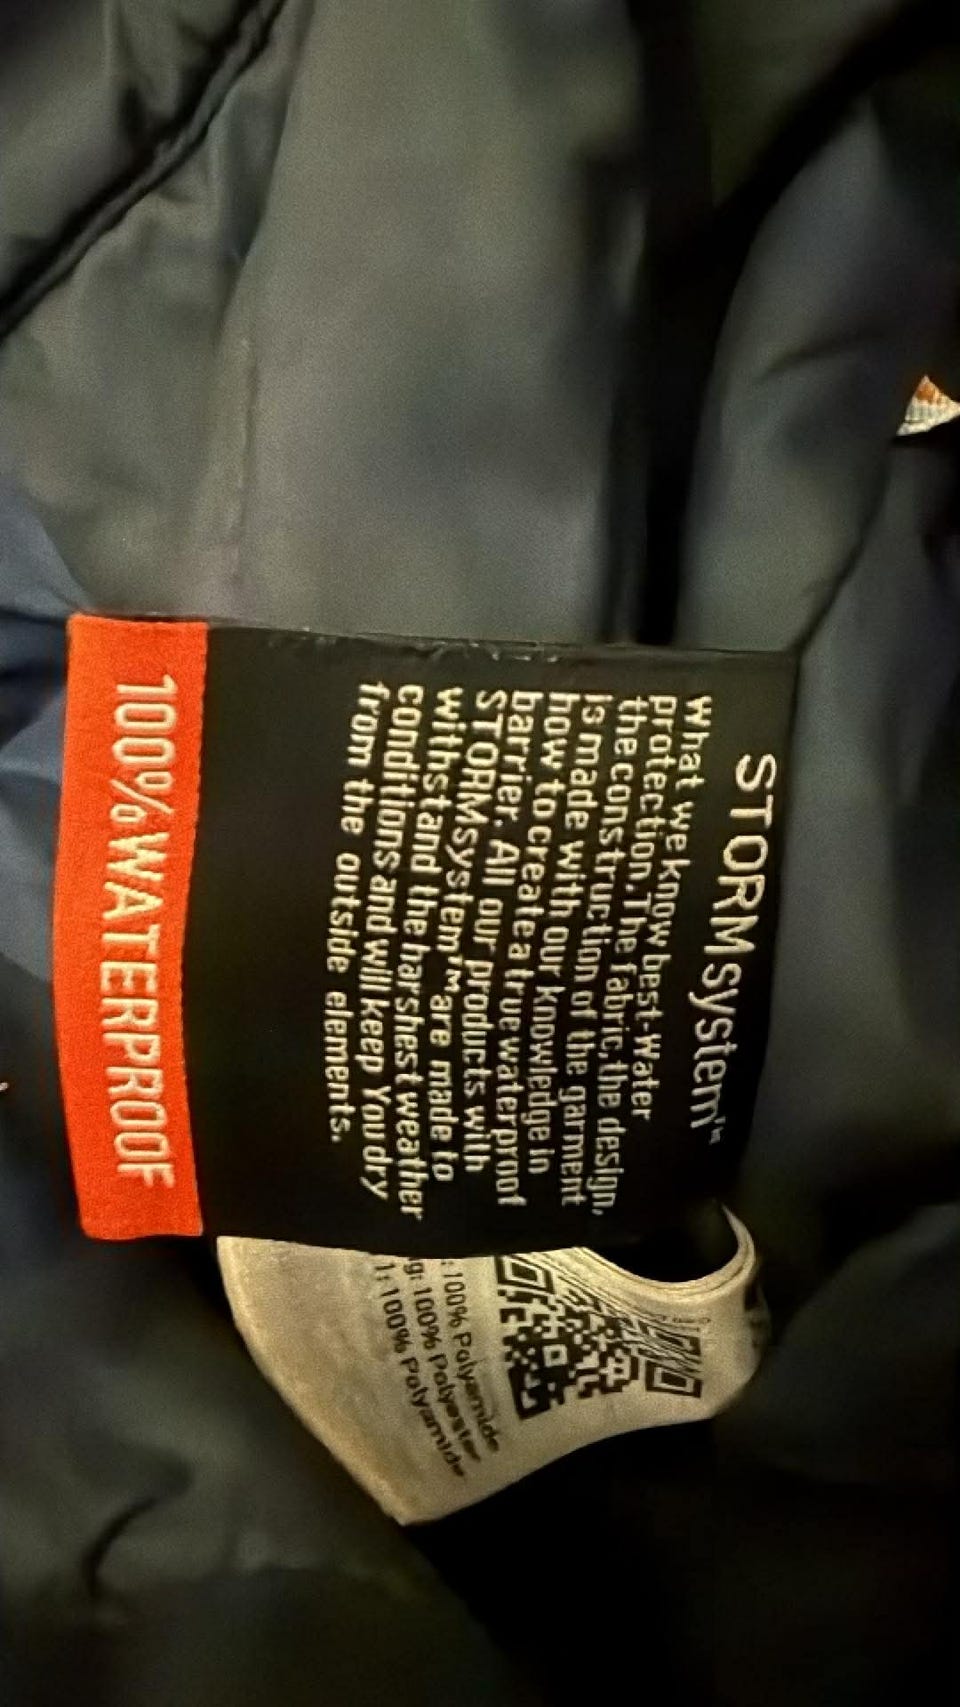 STORMsystem™
What we know best-water
protection. The fabric, the design,
the construction of the garment
is made with our knowledge in
how to create a true waterproof
barrier. All our products with
STORMsystem™ are made to
withstand the harshest weather
conditions and will keep You dry
from the outside elements.
100% WATERPROOF
: 100% Polyamide
g: 100% Polyester
1: 100% Polyamide